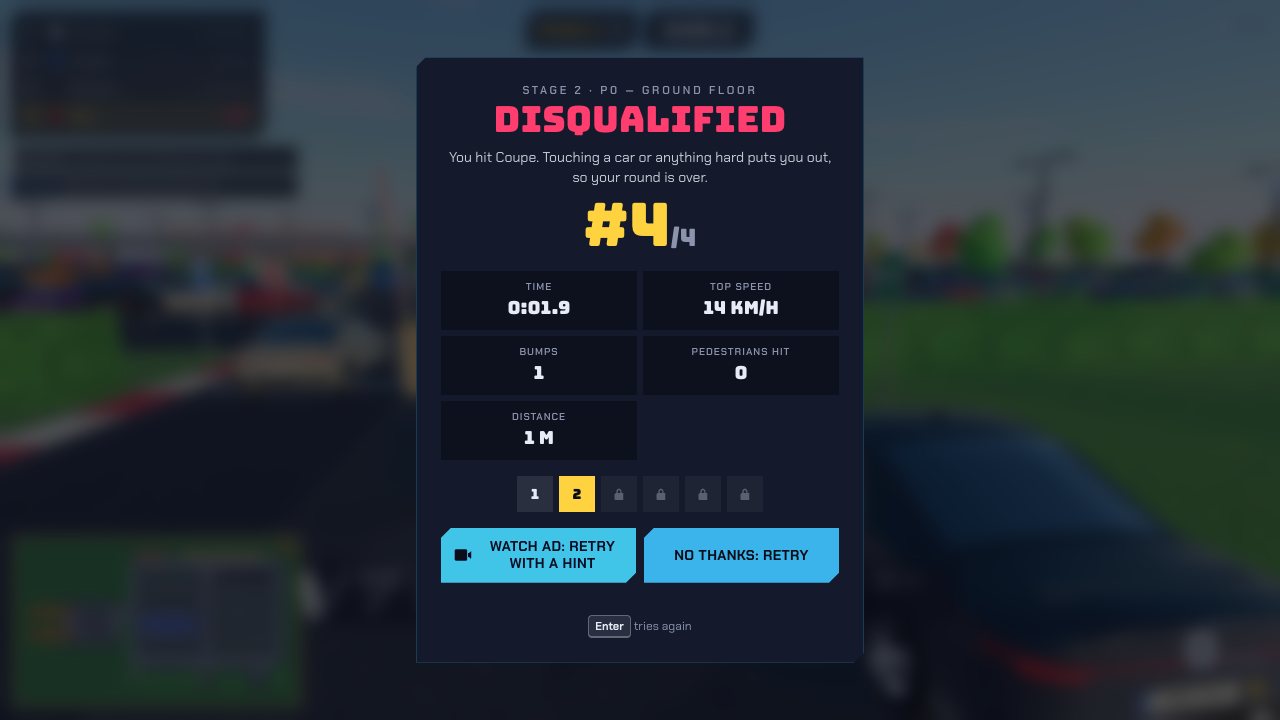 STAGE 2 · P0 — GROUND FLOOR
DISQUALIFIED
You hit Coupe. Touching a car or anything hard puts you out,
so your round is over.
#4/4
TIME
0:01.9
TOP SPEED
14 KM/H
BUMPS
1
PEDESTRIANS HIT
0
DISTANCE
1 M
1 2
WATCH AD: RETRY
WITH A HINT
NO THANKS: RETRY
Enter tries again